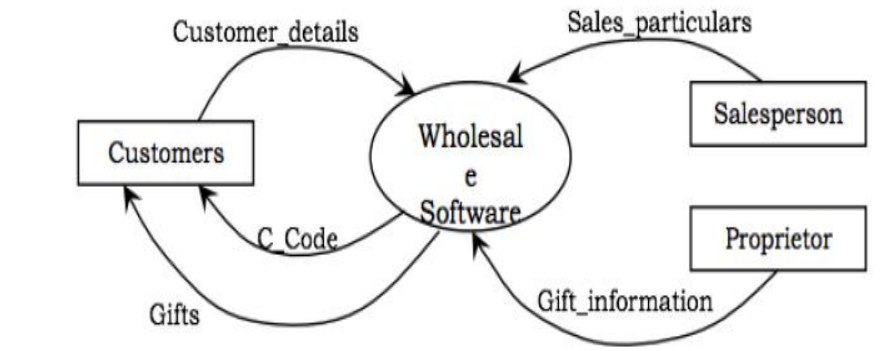 Customer_details
Sales_particulars
Salesperson
Customers
Wholesal
e
Software
C_Code
Proprietor
Gifts
Gift_information